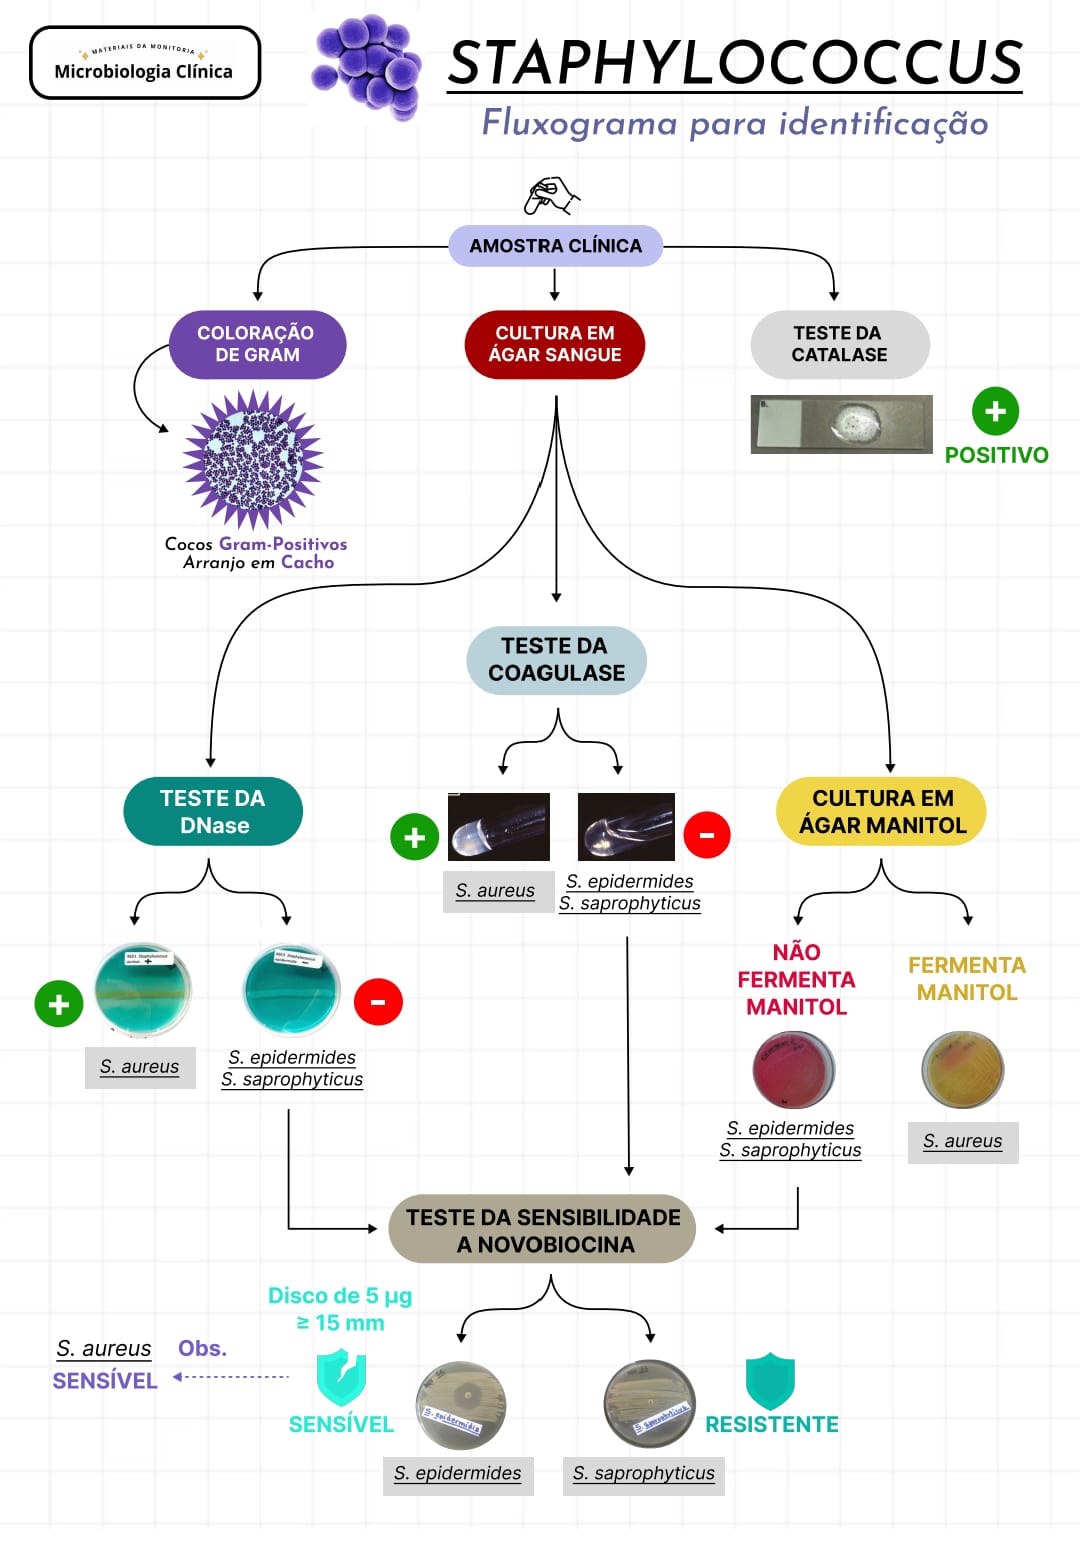 MATERIAIS DA MONITORIA
Microbiologia Clínica
STAPHYLOCOCCUS
Fluxograma para identificação
AMOSTRA CLÍNICA
COLORAÇÃO
DE GRAM
CULTURA EM
ÁGAR SANGUE
TESTE DA
CATALASE
B.
+
POSITIVO
Cocos Gram-Positivos
Arranjo em Cacho
TESTE DA
COAGULASE
TESTE DA
DNase
CULTURA EM
ÁGAR MANITOL
+
-
S. aureus
S. epidermides
S. saprophyticus
NÃO
FERMENTA
MANITOL
FERMENTA
MANITOL
+
-
S. aureus
S. epidermides
S. saprophyticus
S. epidermides
S. saprophyticus
S. aureus
TESTE DA SENSIBILIDADE
A NOVOBIOCINA
Disco de 5 µg
≥ 15 mm
S. aureus Obs.
SENSÍVEL
SENSÍVEL
S. epidermidis
S. saprophyticus
RESISTENTE
S. epidermides
S. saprophyticus